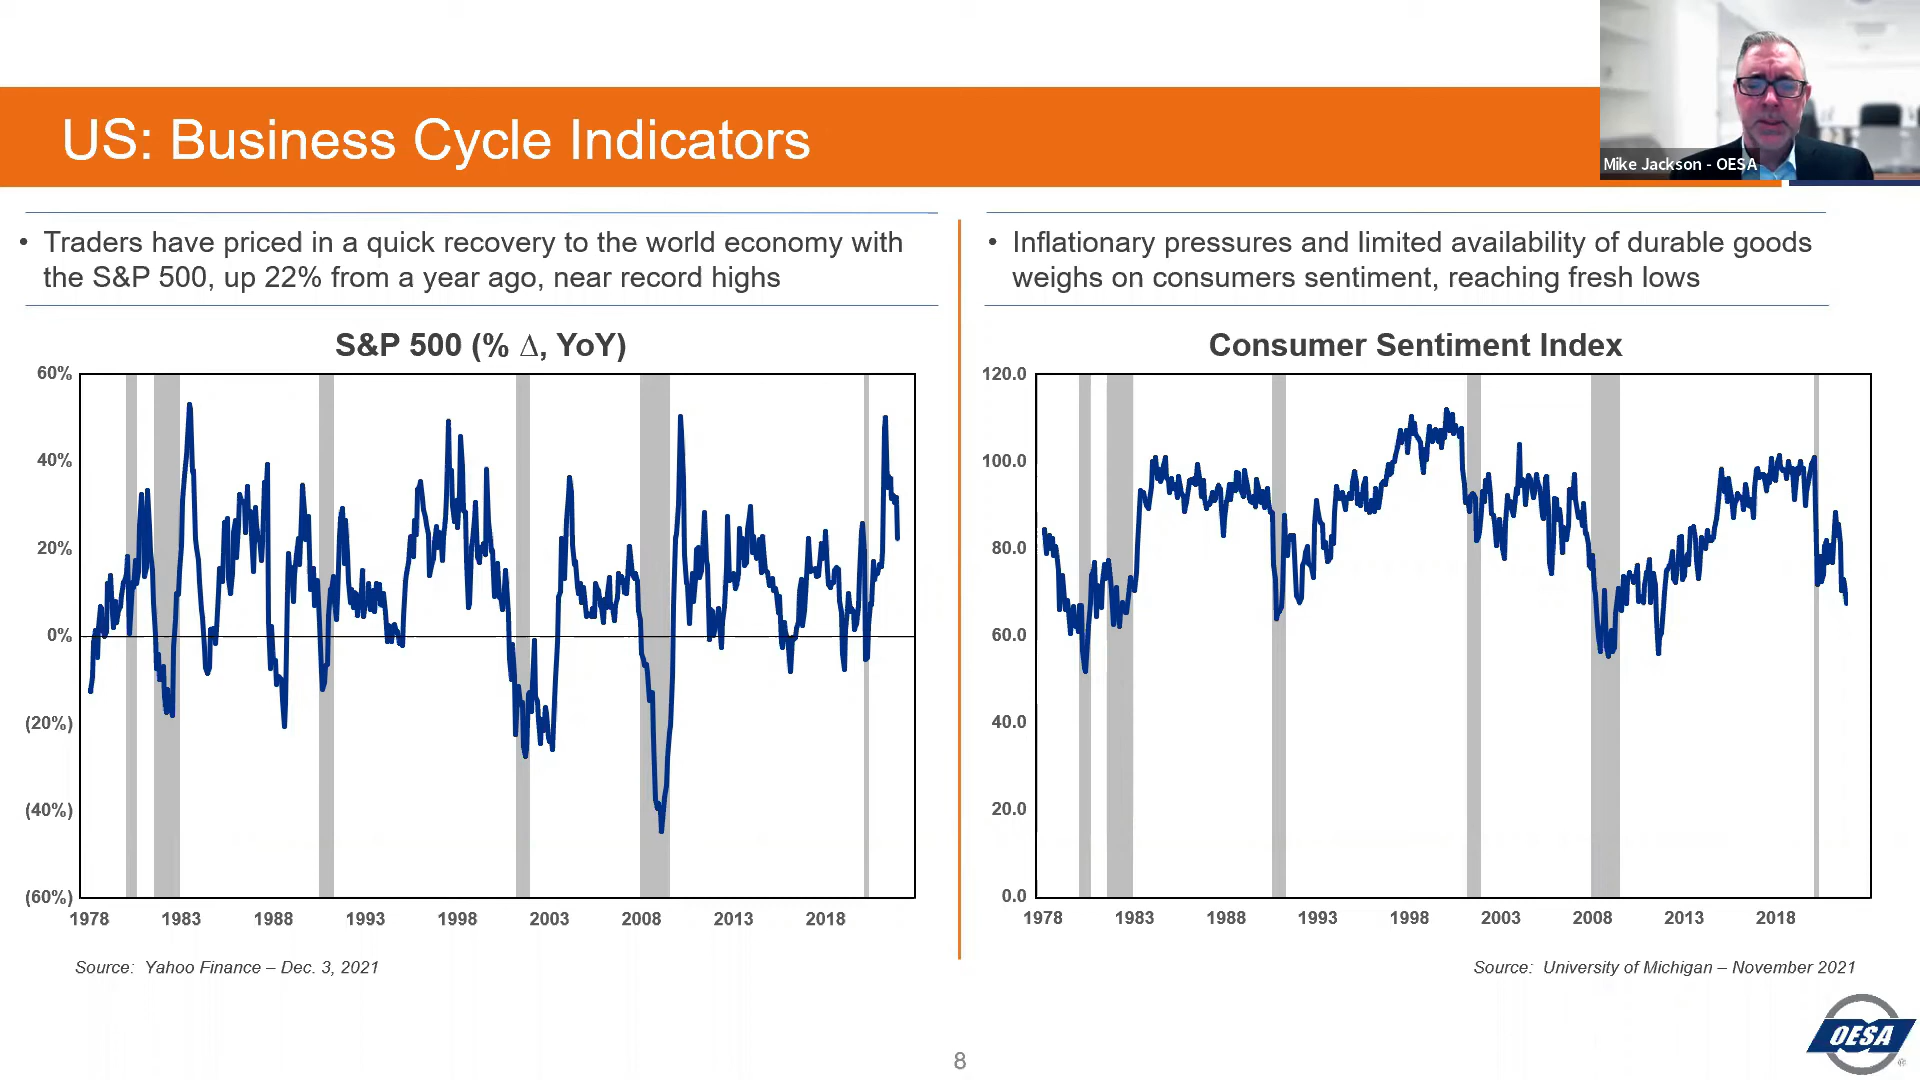 US: Business Cycle Indicators
Mike Jackson - OESA
• Traders have priced in a quick recovery to the world economy with
the S&P 500, up 22% from a year ago, near record highs
• Inflationary pressures and limited availability of durable goods
weighs on consumers sentiment, reaching fresh lows
S&P 500 (% Δ, YoY)
60%
40%
20%
0%
(20%)
(40%)
(60%)
1978 1983 1988 1993 1998 2003 2008 2013 2018
Source: Yahoo Finance – Dec. 3, 2021
Consumer Sentiment Index
120.0
100.0
80.0
60.0
40.0
20.0
0.0
1978 1983 1988 1993 1998 2003 2008 2013 2018
Source: University of Michigan – November 2021
OESA
®
8